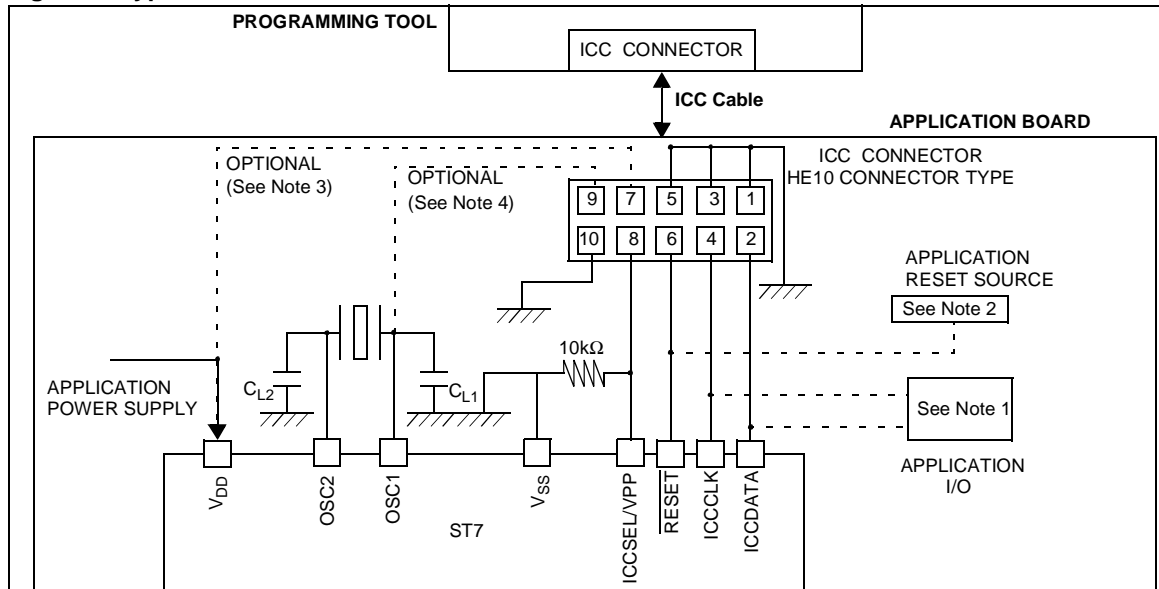 PROGRAMMING TOOL
ICC CONNECTOR
ICC Cable
APPLICATION BOARD
OPTIONAL
(See Note 3)
OPTIONAL
(See Note 4)
ICC CONNECTOR
HE10 CONNECTOR TYPE
9 7 5 3 1
10 8 6 4 2
APPLICATION
RESET SOURCE
See Note 2
10kΩ
APPLICATION
POWER SUPPLY
CL2
CL1
See Note 1
APPLICATION
I/O
VDD
OSC2
OSC1
VSS
ICCSEL/VPP
RESET
ICCCLK
ICCDATA
ST7